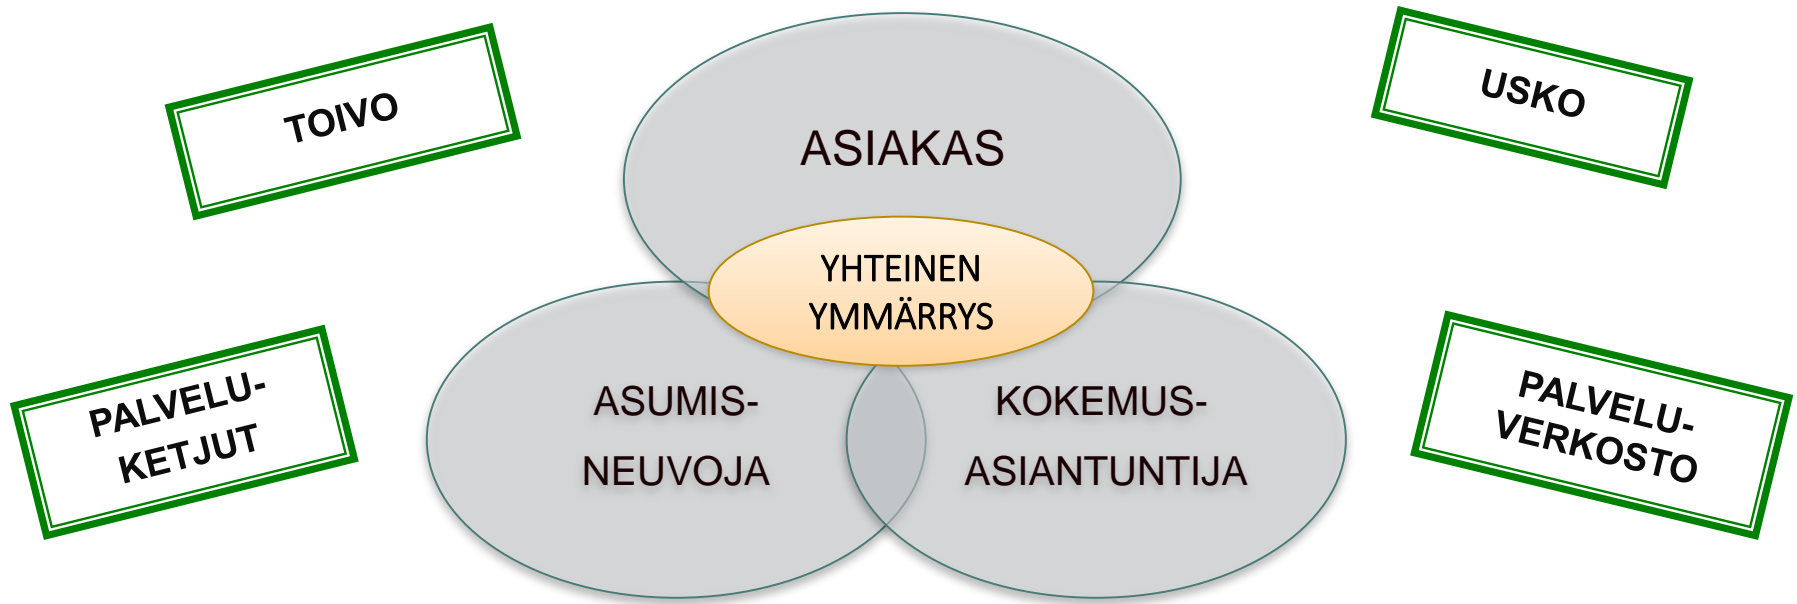 TOIVO
USKO
ASIAKAS
YHTEINEN
YMMÄRRYS
PALVELU-
KETJUT
ASUMIS-
NEUVOJA
KOKEMUS-
ASIANTUNTIJA
PALVELU-
VERKOSTO